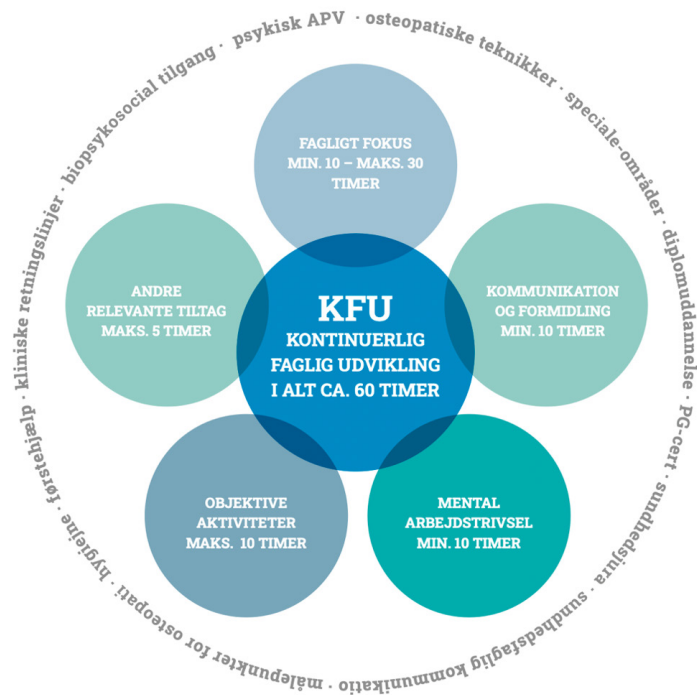 psykisk APV · osteopatiske teknikker · speciale-områder · diplomuddannelse · PG-cert · sundhedsjura · sundhedsfaglig kommunikatio · målepunkter for osteopati · hygiejne · førstehjælp · kliniske retningslinjer · biopsykosocial tilgang ·
FAGLIGT FOKUS
MIN. 10 – MAKS. 30
TIMER
ANDRE
RELEVANTE TILTAG
MAKS. 5 TIMER
KFU
KONTINUERLIG
FAGLIG UDVIKLING
I ALT CA. 60 TIMER
KOMMUNIKATION
OG FORMIDLING
MIN. 10 TIMER
OBJEKTIVE
AKTIVITETER
MAKS. 10 TIMER
MENTAL
ARBEJDSTRIVSEL
MIN. 10 TIMER